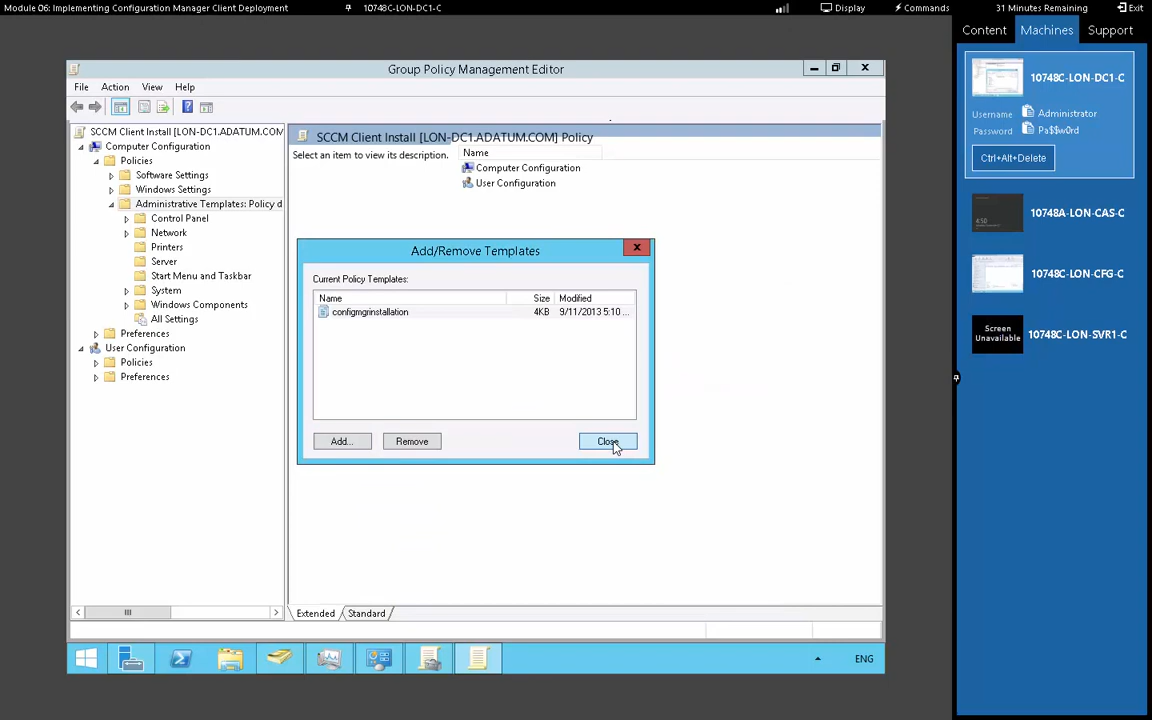 Module 06: Implementing Configuration Manager Client Deployment
10748C-LON-DC1-C
Display
Commands
31 Minutes Remaining
Exit
Content
Machines
Support
Group Policy Management Editor
File Action View Help
SCCM Client Install [LON-DC1.ADATUM.COM
Computer Configuration
Policies
Software Settings
Windows Settings
Administrative Templates: Policy d
Control Panel
Network
Printers
Server
Start Menu and Taskbar
System
Windows Components
All Settings
Preferences
User Configuration
Policies
Preferences
SCCM Client Install [LON-DC1.ADATUM.COM] Policy
Select an item to view its description.
Name
Computer Configuration
User Configuration
Add/Remove Templates
Current Policy Templates:
Name Size Modified
configmgrinstallation 4KB 9/11/2013 5:10 ...
Add... Remove Close
Extended Standard
ENG
10748C-LON-DC1-C
Username Administrator
Password Pa$$w0rd
Ctrl+Alt+Delete
4:50
10748A-LON-CAS-C
10748C-LON-CFG-C
Screen
Unavailable
10748C-LON-SVR1-C